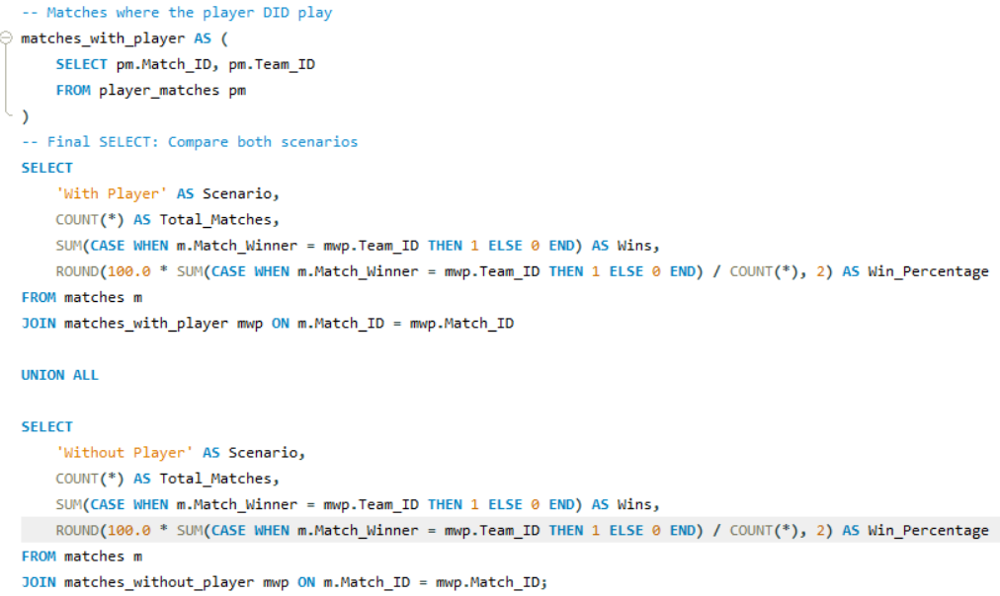 -- Matches where the player DID play
matches_with_player AS (
    SELECT pm.Match_ID, pm.Team_ID
    FROM player_matches pm
)
-- Final SELECT: Compare both scenarios
SELECT
    'With Player' AS Scenario,
    COUNT(*) AS Total_Matches,
    SUM(CASE WHEN m.Match_Winner = mwp.Team_ID THEN 1 ELSE 0 END) AS Wins,
    ROUND(100.0 * SUM(CASE WHEN m.Match_Winner = mwp.Team_ID THEN 1 ELSE 0 END) / COUNT(*), 2) AS Win_Percentage
FROM matches m
JOIN matches_with_player mwp ON m.Match_ID = mwp.Match_ID
UNION ALL
SELECT
    'Without Player' AS Scenario,
    COUNT(*) AS Total_Matches,
    SUM(CASE WHEN m.Match_Winner = mwp.Team_ID THEN 1 ELSE 0 END) AS Wins,
    ROUND(100.0 * SUM(CASE WHEN m.Match_Winner = mwp.Team_ID THEN 1 ELSE 0 END) / COUNT(*), 2) AS Win_Percentage
FROM matches m
JOIN matches_without_player mwp ON m.Match_ID = mwp.Match_ID;